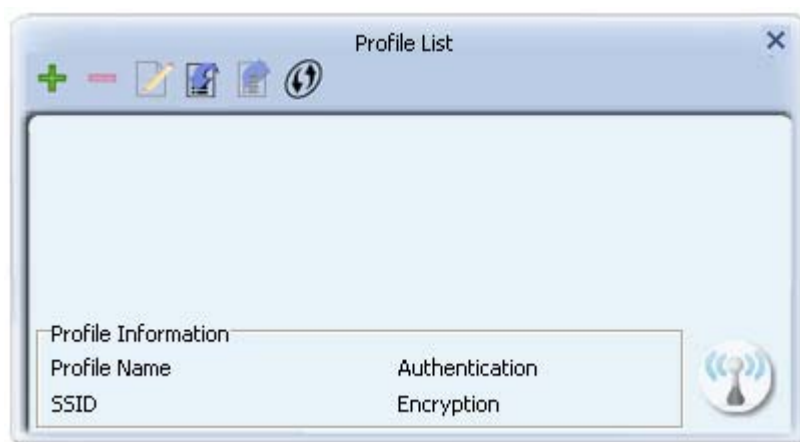 Profile List
Profile Information
Profile Name Authentication
SSID Encryption